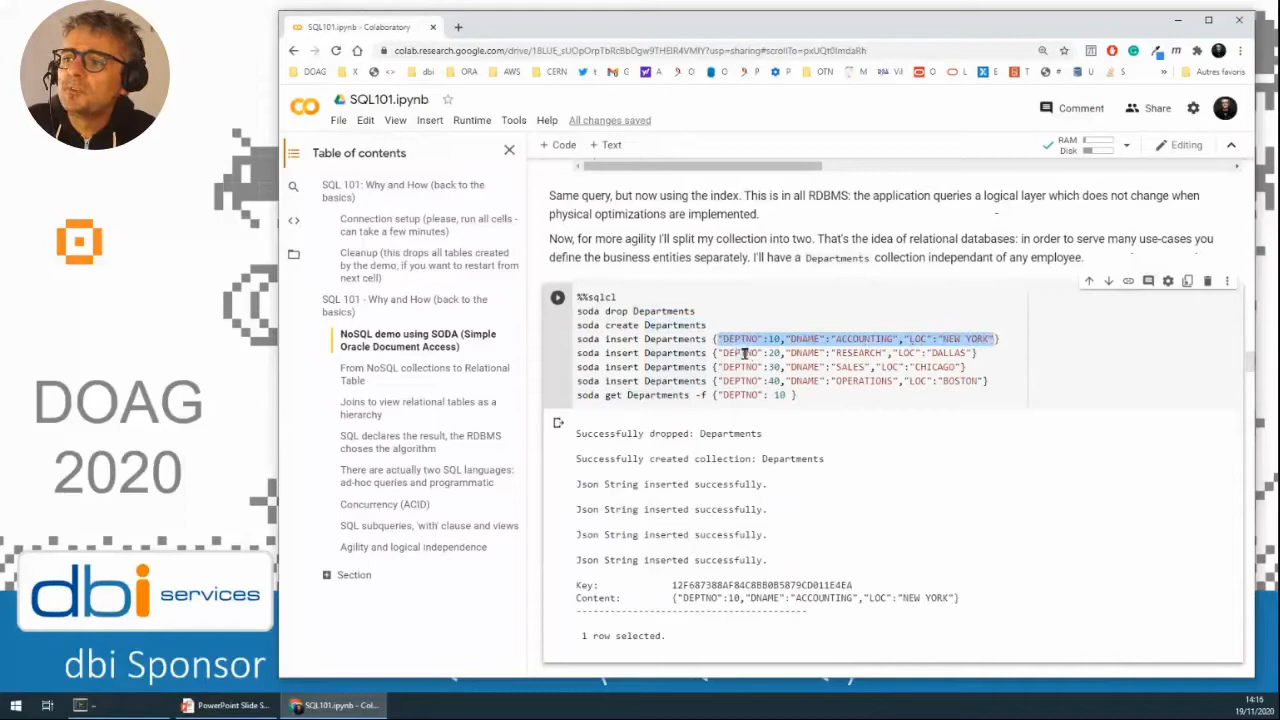 SQL101.ipynb - Colaboratory
DOAG
X
dbi
ORA
AWS
CERN
OTN
Autres favoris
SQL101.ipynb
File Edit View Insert Runtime Tools Help All changes saved
Comment
Share
+ Code + Text
RAM
Disk
Editing
Table of contents
SQL 101: Why and How (back to the
basics)
Connection setup (please, run all cells -
can take a few minutes)
Cleanup (this drops all tables created
by the demo, if you want to restart from
next cell)
SQL 101 - Why and How (back to the
basics)
NoSQL demo using SODA (Simple
Oracle Document Access)
From NoSQL collections to Relational
Table
Joins to view relational tables as a
hierarchy
SQL declares the result, the RDBMS
choses the algorithm
There are actually two SQL languages:
ad-hoc queries and programmatic
Concurrency (ACID)
SQL subqueries, 'with' clause and views
Agility and logical independence
Section
Same query, but now using the index. This is in all RDBMS: the application queries a logical layer which does not change when
physical optimizations are implemented.
Now, for more agility I'll split my collection into two. That's the idea of relational databases: in order to serve many use-cases you
define the business entities separately. I'll have a Departments collection independant of any employee.
%%sqlcl
soda drop Departments
soda create Departments
soda insert Departments {"DEPTNO":10,"DNAME":"ACCOUNTING","LOC":"NEW YORK"}
soda insert Departments {"DEPTNO":20,"DNAME":"RESEARCH","LOC":"DALLAS"}
soda insert Departments {"DEPTNO":30,"DNAME":"SALES","LOC":"CHICAGO"}
soda insert Departments {"DEPTNO":40,"DNAME":"OPERATIONS","LOC":"BOSTON"}
soda get Departments -f {"DEPTNO": 10 }
Successfully dropped: Departments
Successfully created collection: Departments
Json String inserted successfully.
Json String inserted successfully.
Json String inserted successfully.
Json String inserted successfully.
Key: 12F687388AF84C8BB0B5879CD011E4EA
Content: {"DEPTNO":10,"DNAME":"ACCOUNTING","LOC":"NEW YORK"}
---------------------------------------
1 row selected.
DOAG
2020
dbi services
dbi Sponsor
PowerPoint Slide S...
SQL101.ipynb - Col...
14:16
19/11/2020